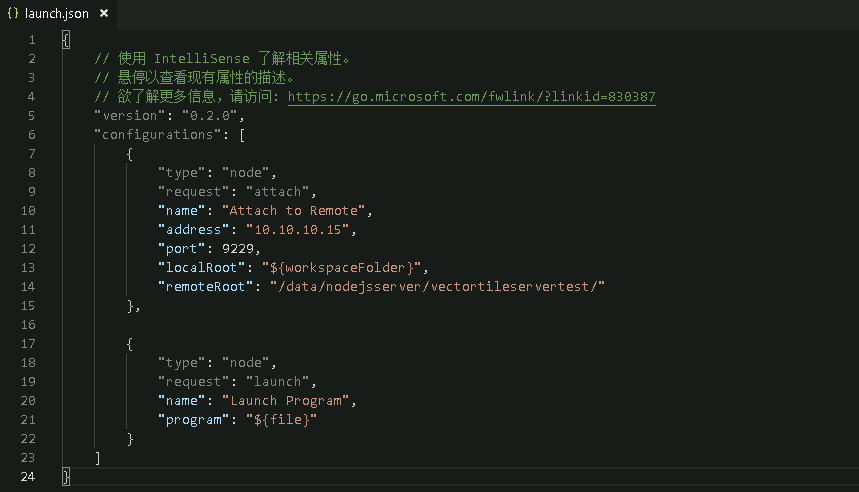 {} launch.json ×
1 {
2 // 使用 IntelliSense 了解相关属性。
3 // 悬停以查看现有属性的描述。
4 // 欲了解更多信息，请访问: https://go.microsoft.com/fwlink/?linkid=830387
5 "version": "0.2.0",
6 "configurations": [
7 {
8 "type": "node",
9 "request": "attach",
10 "name": "Attach to Remote",
11 "address": "10.10.10.15",
12 "port": 9229,
13 "localRoot": "${workspaceFolder}",
14 "remoteRoot": "/data/nodejsserver/vectortileservertest/"
15 },
16
17 {
18 "type": "node",
19 "request": "launch",
20 "name": "Launch Program",
21 "program": "${file}"
22 }
23 ]
24 }